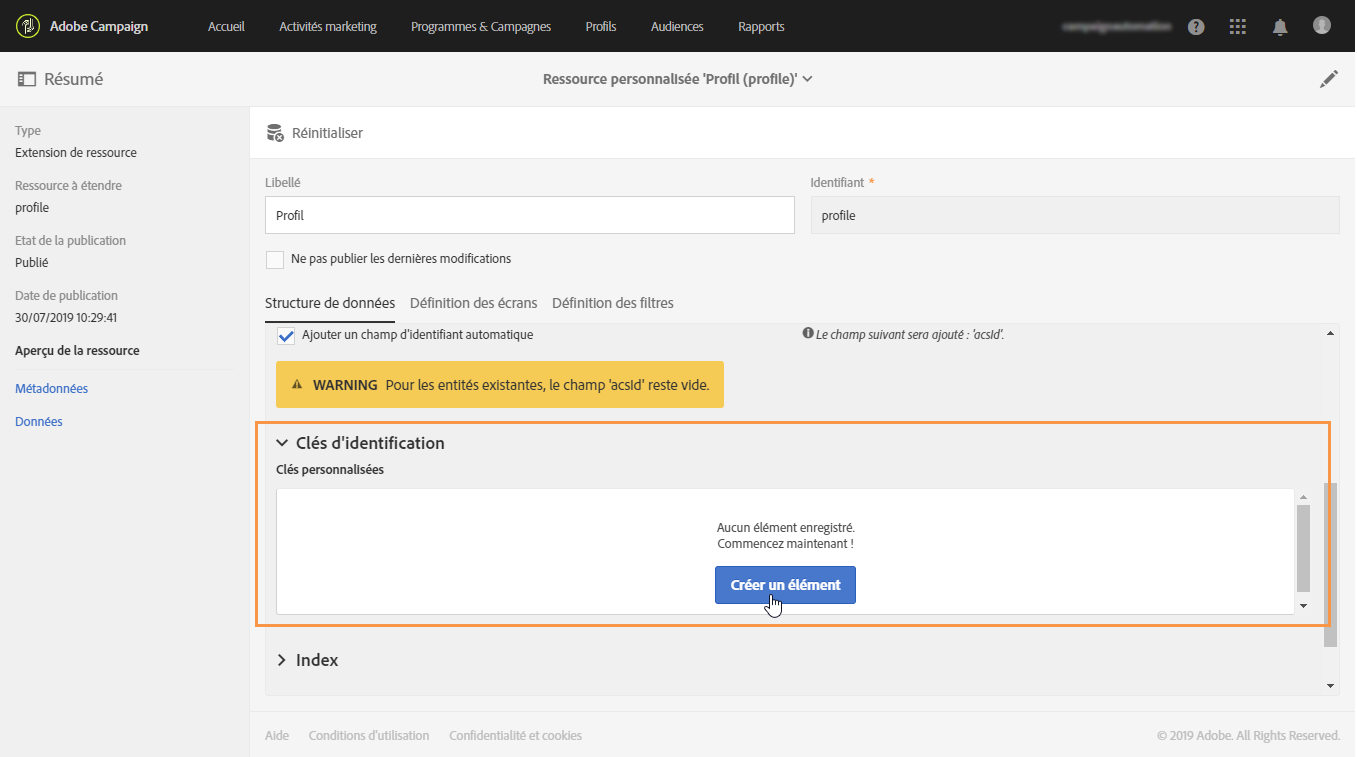 Adobe Campaign
Accueil
Activités marketing
Programmes & Campagnes
Profils
Audiences
Rapports
Résumé
Ressource personnalisée 'Profil (profile)'
Type
Extension de ressource
Ressource à étendre
profile
Etat de la publication
Publié
Date de publication
30/07/2019 10:29:41
Aperçu de la ressource
Métadonnées
Données
Réinitialiser
Libellé
Identifiant *
Profil
profile
Ne pas publier les dernières modifications
Structure de données
Définition des écrans
Définition des filtres
Ajouter un champ d'identifiant automatique
Le champ suivant sera ajouté : 'acsId'.
WARNING Pour les entités existantes, le champ 'acsId' reste vide.
Clés d'identification
Clés personnalisées
Aucun élément enregistré.
Commencez maintenant !
Créer un élément
Index
Aide
Conditions d'utilisation
Confidentialité et cookies
© 2019 Adobe. All Rights Reserved.